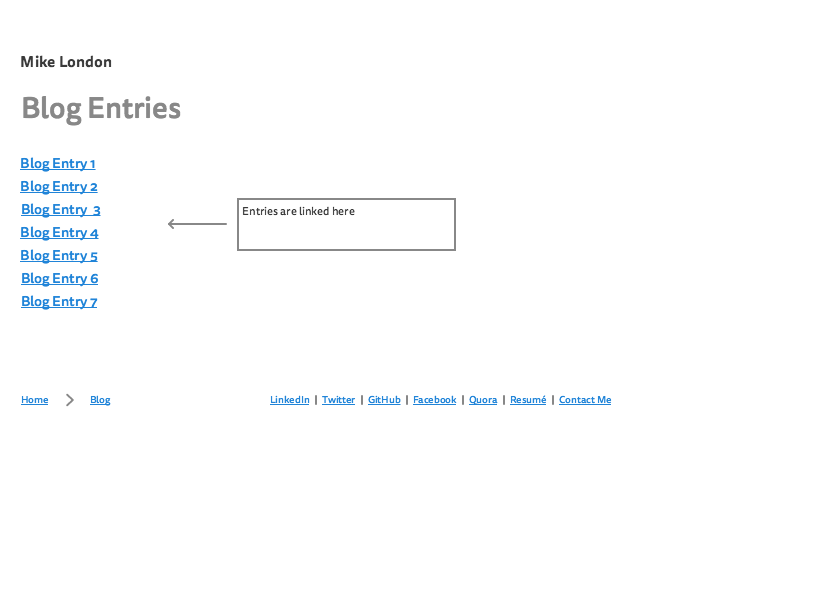 Mike London
Blog Entries
Blog Entry 1
Blog Entry 2
Blog Entry  3
Blog Entry 4
Blog Entry 5
Blog Entry 6
Blog Entry 7
Entries are linked here
Home > Blog
LinkedIn | Twitter | GitHub | Facebook | Quora | Resumé | Contact Me